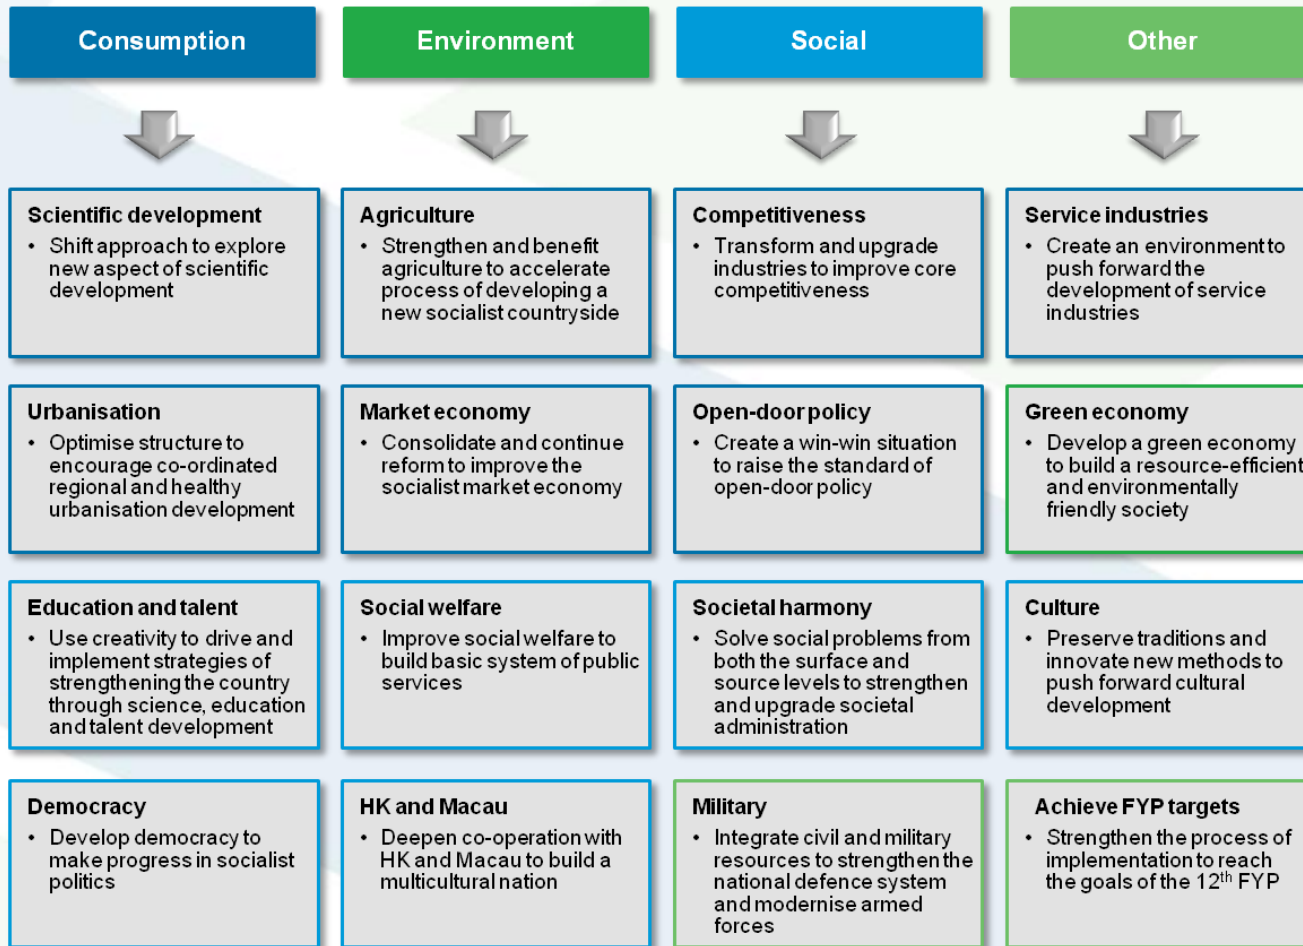 Consumption
Environment
Social
Other
Scientific development
• Shift approach to explore
new aspect of scientific
development
Agriculture
• Strengthen and benefit
agriculture to accelerate
process of developing a
new socialist countryside
Competitiveness
• Transform and upgrade
industries to improve core
competitiveness
Service industries
• Create an environment to
push forward the
development of service
industries
Urbanisation
• Optimise structure to
encourage co-ordinated
regional and healthy
urbanisation development
Market economy
• Consolidate and continue
reform to improve the
socialist market economy
Open-door policy
• Create a win-win situation
to raise the standard of
open-door policy
Green economy
• Develop a green economy
to build a resource-efficient
and environmentally
friendly society
Education and talent
• Use creativity to drive and
implement strategies of
strengthening the country
through science, education
and talent development
Social welfare
• Improve social welfare to
build basic system of public
services
Societal harmony
• Solve social problems from
both the surface and
source levels to strengthen
and upgrade societal
administration
Culture
• Preserve traditions and
innovate new methods to
push forward cultural
development
Democracy
• Develop democracy to
make progress in socialist
politics
HK and Macau
• Deepen co-operation with
HK and Macau to build a
multicultural nation
Military
• Integrate civil and military
resources to strengthen the
national defence system
and modernise armed
forces
Achieve FYP targets
• Strengthen the process of
implementation to reach
the goals of the 12th FYP